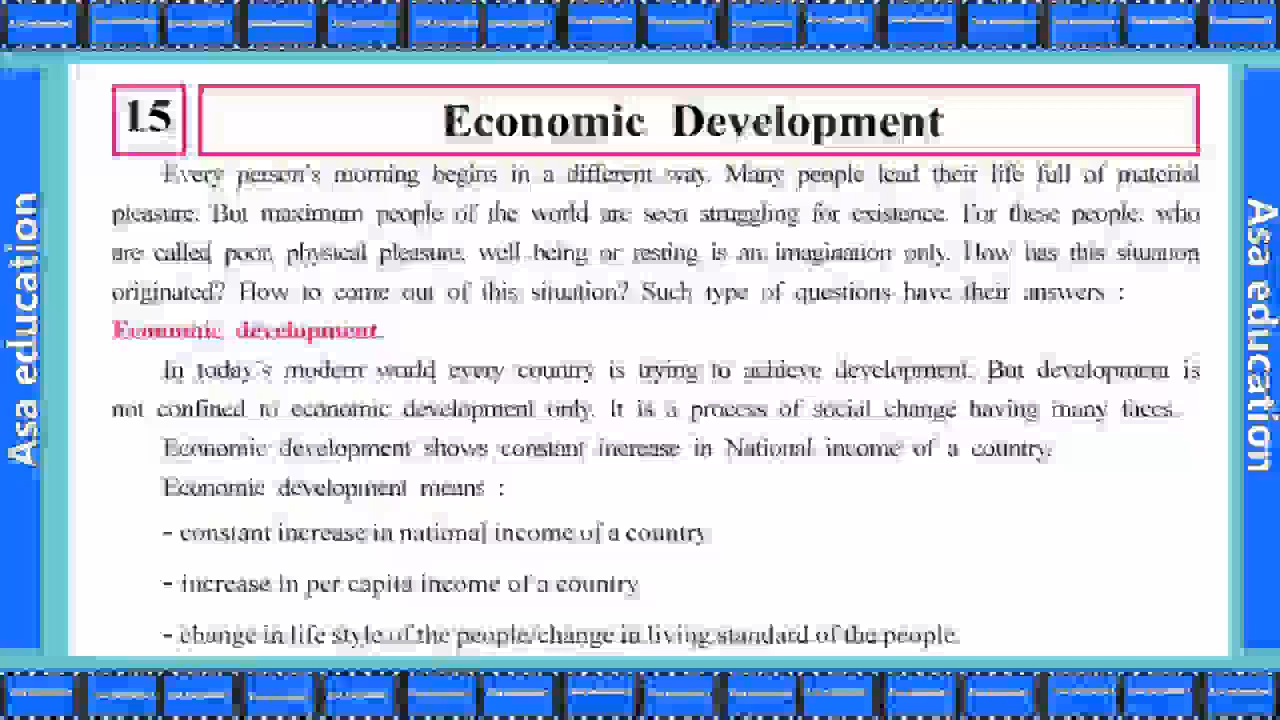 15 Economic Development
Every person's morning begins in a different way. Many people lead their life full of material
pleasure. But maximum people of the world are seen struggling for existence. For these people, who
are called poor, physical pleasure, well being or resting is an imagination only. How has this situation
originated? How to come out of this situation? Such type of questions have their answers :
Economic development.
In today's modern world every country is trying to achieve development. But development is
not confined to economic development only. It is a process of social change having many faces.
Economic development shows constant increase in National income of a country.
Economic development means :
- constant increase in national income of a country
- increase in per capita income of a country
- change in life style of the people/change in living standard of the people.
Asa education
Asa education